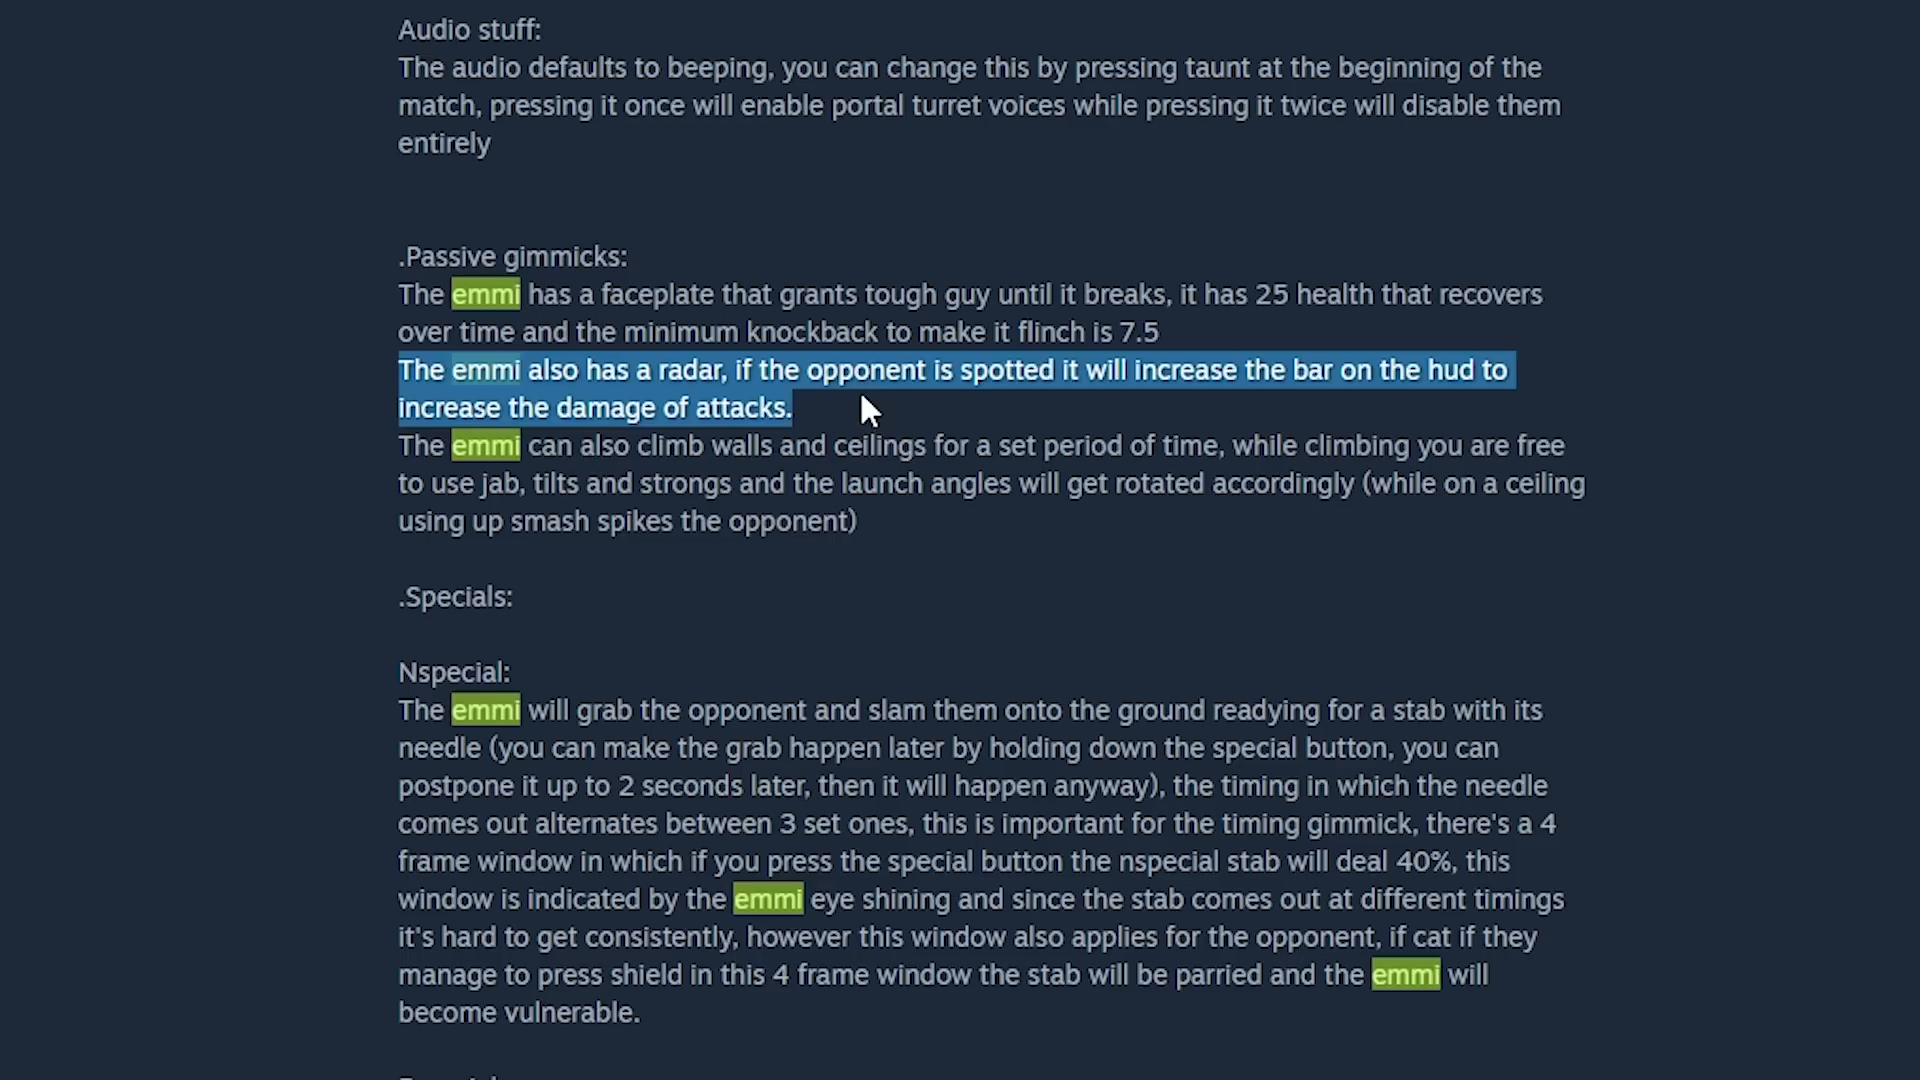 Audio stuff:
The audio defaults to beeping, you can change this by pressing taunt at the beginning of the
match, pressing it once will enable portal turret voices while pressing it twice will disable them
entirely
.Passive gimmicks:
The emmi has a faceplate that grants tough guy until it breaks, it has 25 health that recovers
over time and the minimum knockback to make it flinch is 7.5
The emmi also has a radar, if the opponent is spotted it will increase the bar on the hud to
increase the damage of attacks.
The emmi can also climb walls and ceilings for a set period of time, while climbing you are free
to use jab, tilts and strongs and the launch angles will get rotated accordingly (while on a ceiling
using up smash spikes the opponent)
.Specials:
Nspecial:
The emmi will grab the opponent and slam them onto the ground readying for a stab with its
needle (you can make the grab happen later by holding down the special button, you can
postpone it up to 2 seconds later, then it will happen anyway), the timing in which the needle
comes out alternates between 3 set ones, this is important for the timing gimmick, there's a 4
frame window in which if you press the special button the nspecial stab will deal 40%, this
window is indicated by the emmi eye shining and since the stab comes out at different timings
it's hard to get consistently, however this window also applies for the opponent, if cat if they
manage to press shield in this 4 frame window the stab will be parried and the emmi will
become vulnerable.